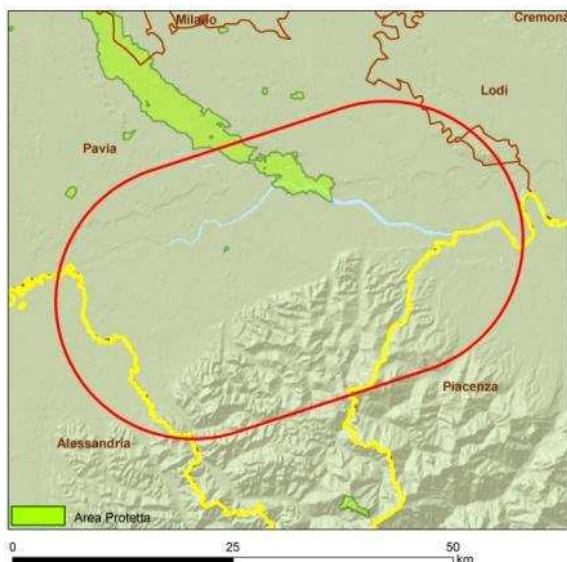 Milano
Cremona
Lodi
Pavia
Piacenza
Alessandria
Area Protetta
0 25 50
km